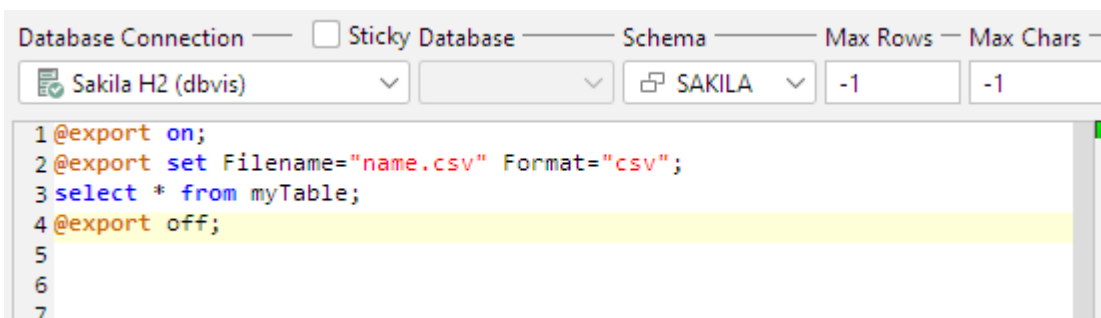 Database Connection Sticky Database Schema Max Rows Max Chars
Sakila H2 (dbvis) SAKILA -1 -1
1 @export on;
2 @export set Filename="name.csv" Format="csv";
3 select * from myTable;
4 @export off;
5
6
7